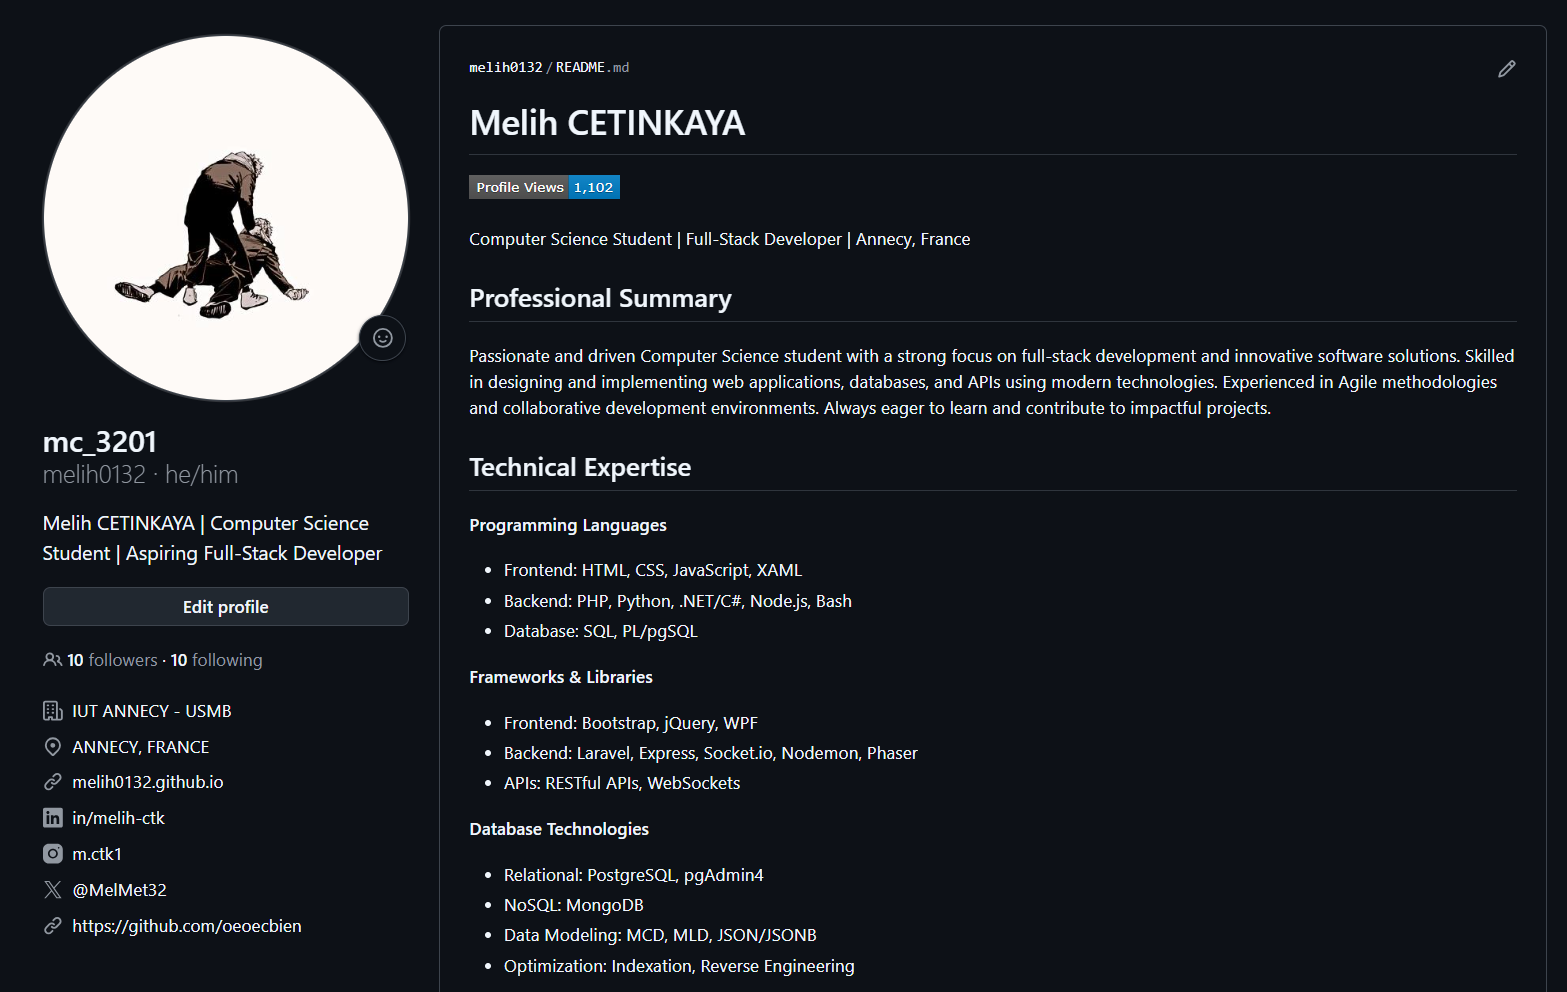 mc_3201
melih0132 · he/him
Melih CETINKAYA | Computer Science
Student | Aspiring Full-Stack Developer
Edit profile
10 followers · 10 following
IUT ANNECY - USMB
ANNECY, FRANCE
melih0132.github.io
in/melih-ctk
m.ctk1
@MelMet32
https://github.com/oeoecbien
melih0132/README.md
Melih CETINKAYA
Profile Views 1,102
Computer Science Student | Full-Stack Developer | Annecy, France
Professional Summary
Passionate and driven Computer Science student with a strong focus on full-stack development and innovative software solutions. Skilled
in designing and implementing web applications, databases, and APIs using modern technologies. Experienced in Agile methodologies
and collaborative development environments. Always eager to learn and contribute to impactful projects.
Technical Expertise
Programming Languages
• Frontend: HTML, CSS, JavaScript, XAML
• Backend: PHP, Python, .NET/C#, Node.js, Bash
• Database: SQL, PL/pgSQL
Frameworks & Libraries
• Frontend: Bootstrap, jQuery, WPF
• Backend: Laravel, Express, Socket.io, Nodemon, Phaser
• APIs: RESTful APIs, WebSockets
Database Technologies
• Relational: PostgreSQL, pgAdmin4
• NoSQL: MongoDB
• Data Modeling: MCD, MLD, JSON/JSONB
• Optimization: Indexation, Reverse Engineering